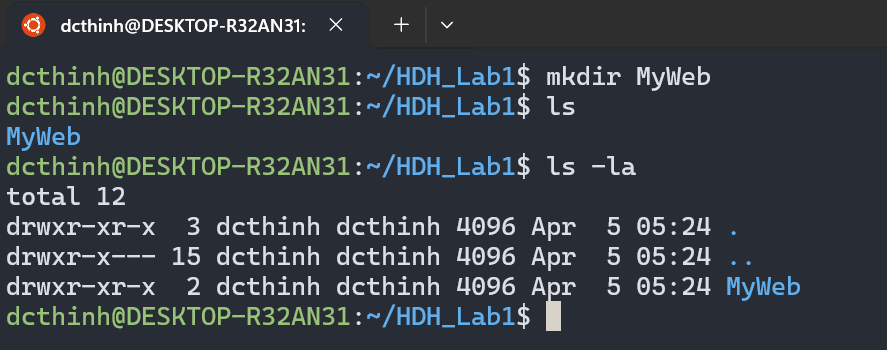 dcthinh@DESKTOP-R32AN31:
dcthinh@DESKTOP-R32AN31:~/HDH_Lab1$ mkdir MyWeb
dcthinh@DESKTOP-R32AN31:~/HDH_Lab1$ ls
MyWeb
dcthinh@DESKTOP-R32AN31:~/HDH_Lab1$ ls -la
total 12
drwxr-xr-x  3 dcthinh dcthinh 4096 Apr  5 05:24 .
drwxr-x--- 15 dcthinh dcthinh 4096 Apr  5 05:24 ..
drwxr-xr-x  2 dcthinh dcthinh 4096 Apr  5 05:24 MyWeb
dcthinh@DESKTOP-R32AN31:~/HDH_Lab1$